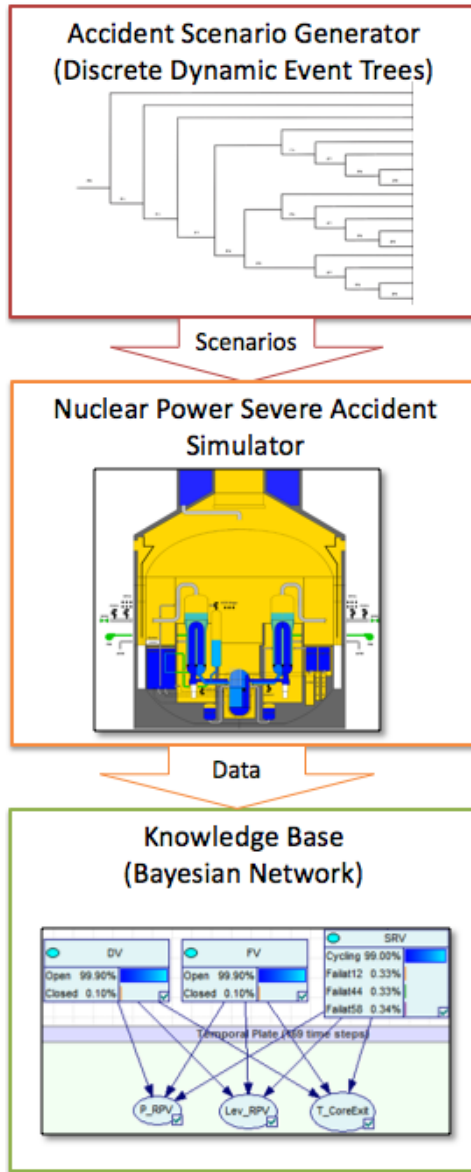 Accident Scenario Generator
(Discrete Dynamic Event Trees)
Scenarios
Nuclear Power Severe Accident
Simulator
Data
Knowledge Base
(Bayesian Network)
DV
Open 99.90%
Closed 0.10%
FV
Open 99.90%
Closed 0.10%
SRV
Cycling 99.00%
Failat12 0.33%
Failat44 0.33%
Failat58 0.34%
Temporal Plate (169 time steps)
P_RPV
Lev_RPV
T_CoreExit